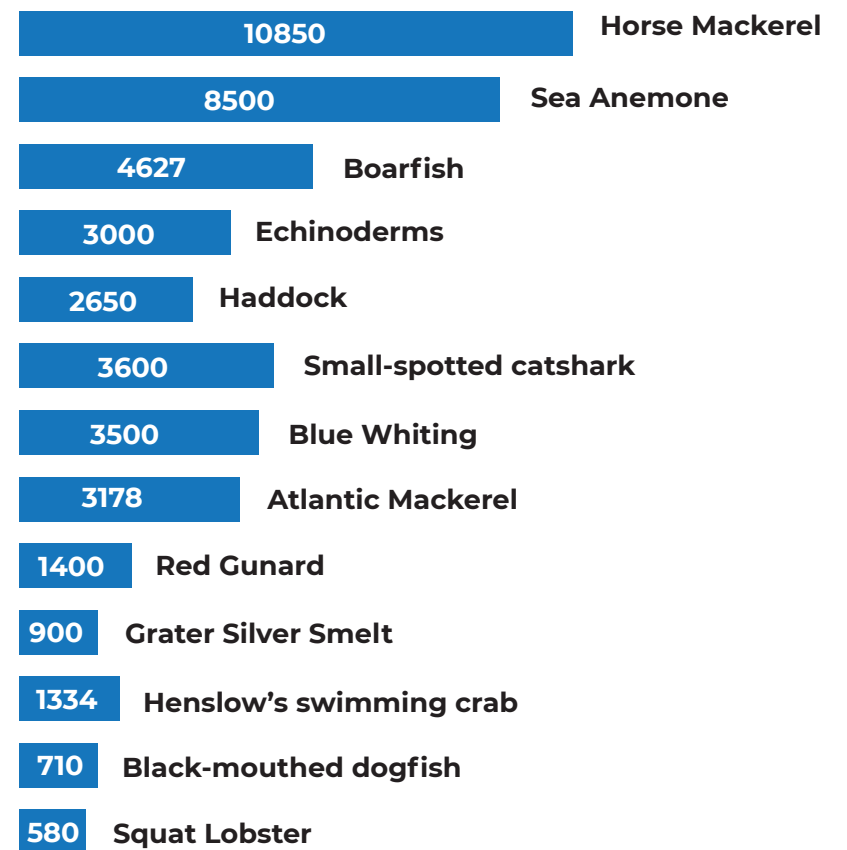 10850 Horse Mackerel
8500 Sea Anemone
4627 Boarfish
3000 Echinoderms
2650 Haddock
3600 Small-spotted catshark
3500 Blue Whiting
3178 Atlantic Mackerel
1400 Red Gunard
900 Grater Silver Smelt
1334 Henslow’s swimming crab
710 Black-mouthed dogfish
580 Squat Lobster